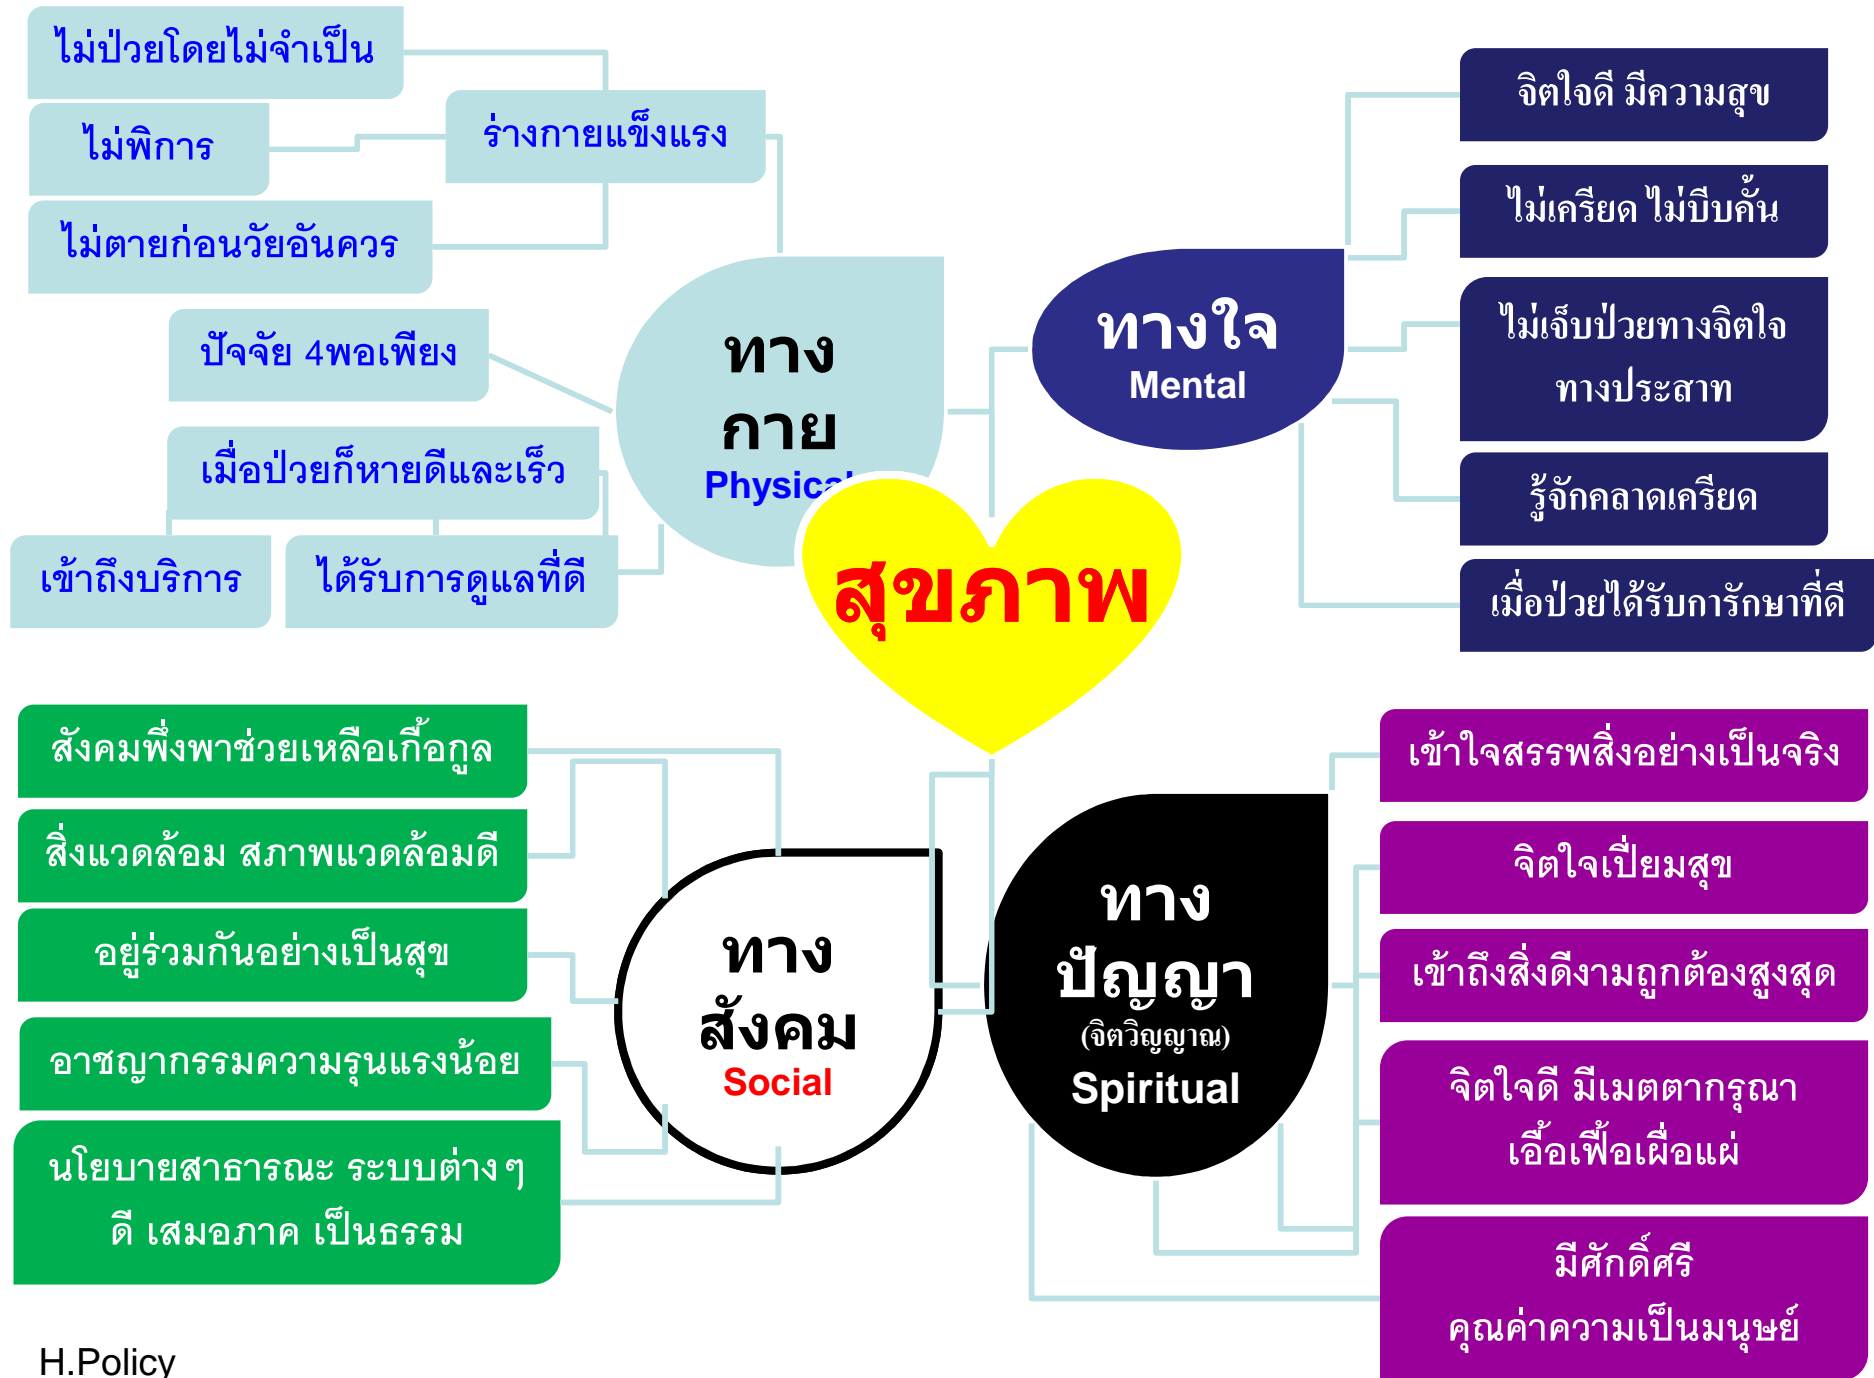 ไม่ป่วยโดยไม่จำเป็น
ไม่พิการ
ร่างกายแข็งแรง
ไม่ตายก่อนวัยอันควร
ปัจจัย 4พอเพียง
เมื่อป่วยก็หายดีและเร็ว
เข้าถึงบริการ
ได้รับการดูแลที่ดี
ทาง
กาย
Physical
ทางใจ
Mental
จิตใจดี มีความสุข
ไม่เครียด ไม่บีบคั้น
ไม่เจ็บป่วยทางจิตใจ
ทางประสาท
รู้จักคลาดเครียด
เมื่อป่วยได้รับการักษาที่ดี
สุขภาพ
สังคมพึ่งพาช่วยเหลือเกื้อกูล
สิ่งแวดล้อม สภาพแวดล้อมดี
อยู่ร่วมกันอย่างเป็นสุข
อาชญากรรมความรุนแรงน้อย
นโยบายสาธารณะ ระบบต่างๆ
ดี เสมอภาค เป็นธรรม
ทาง
สังคม
Social
ทาง
ปัญญา
(จิตวิญญาณ)
Spiritual
เข้าใจสรรพสิ่งอย่างเป็นจริง
จิตใจเปี่ยมสุข
เข้าถึงสิ่งดีงามถูกต้องสูงสุด
จิตใจดี มีเมตตากรุณา
เอื้อเฟื้อเผื่อแผ่
มีศักดิ์ศรี
คุณค่าความเป็นมนุษย์
H.Policy